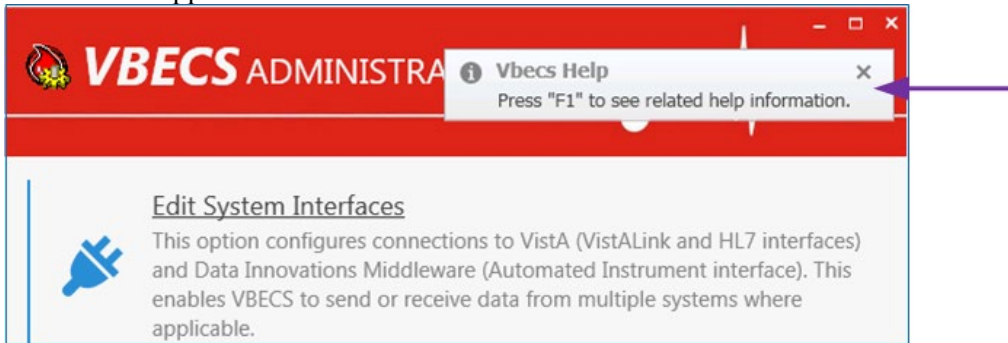 VBECS ADMINISTRA
Vbecs Help
Press "F1" to see related help information.
Edit System Interfaces
This option configures connections to VistA (VistALink and HL7 interfaces)
and Data Innovations Middleware (Automated Instrument interface). This
enables VBECS to send or receive data from multiple systems where
applicable.